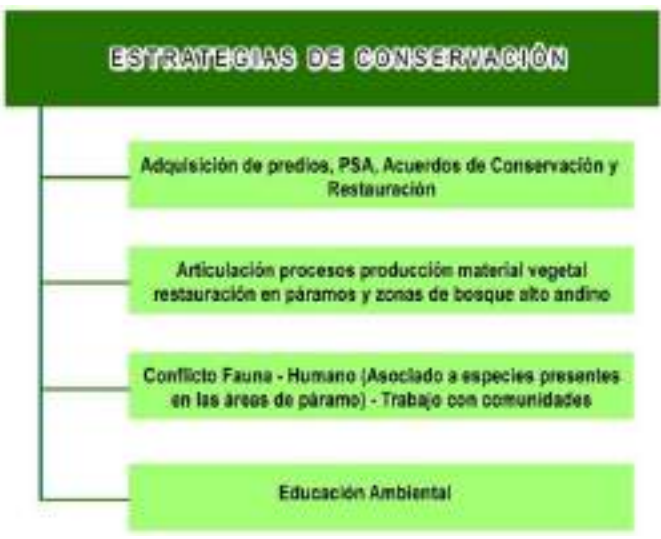 ESTRATEGIAS DE CONSERVACIÓN
Adquisición de predios, PSA, Acuerdos de Conservación y
Restauración
Articulación procesos producción material vegetal
restauración en páramos y zonas de bosque alto andino
Conflicto Fauna - Humano (Asociado a especies presentes
en las áreas de páramo) - Trabajo con comunidades
Educación Ambiental